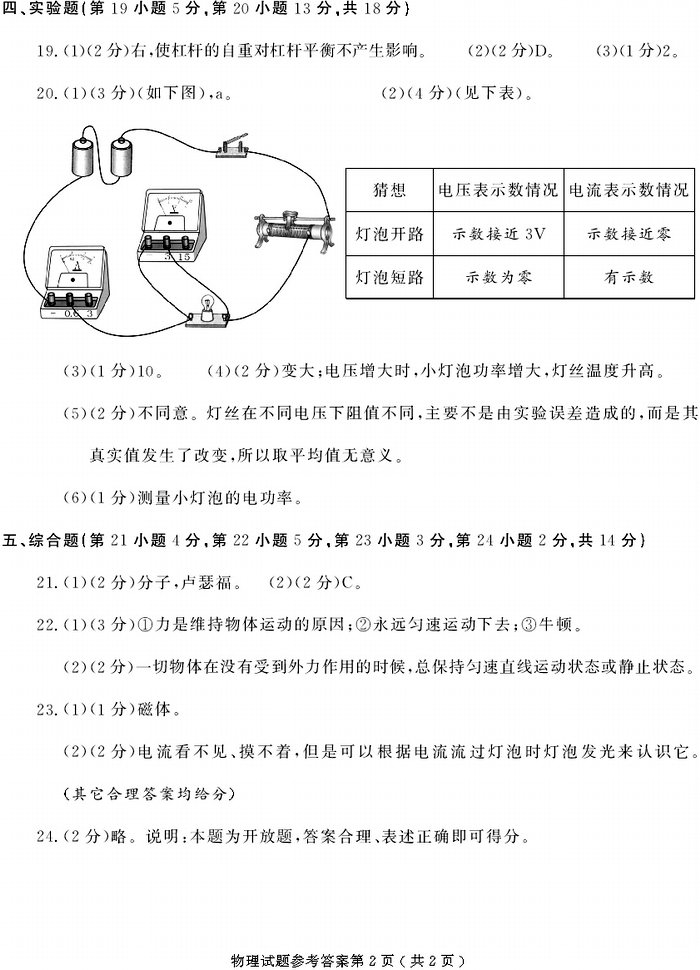 四、实验题(第 19 小题 5 分,第 20 小题 13 分,共 18 分)
19.(1)(2 分)右,使杠杆的自重对杠杆平衡不产生影响。 (2)(2 分)D。 (3)(1 分)2。
20.(1)(3 分)(如下图),a。 (2)(4 分)(见下表)。
猜想 电压表示数情况 电流表示数情况
灯泡开路 示数接近 3V 示数接近零
灯泡短路 示数为零 有示数
V
3 15
A
- 0.6 3
(3)(1 分)10。 (4)(2 分)变大;电压增大时,小灯泡功率增大,灯丝温度升高。
(5)(2 分)不同意。灯丝在不同电压下阻值不同,主要不是由实验误差造成的,而是其
真实值发生了改变,所以取平均值无意义。
(6)(1 分)测量小灯泡的电功率。
五、综合题(第 21 小题 4 分,第 22 小题 5 分,第 23 小题 3 分,第 24 小题 2 分,共 14 分)
21.(1)(2 分)分子,卢瑟福。 (2)(2 分)C。
22.(1)(3 分)①力是维持物体运动的原因;②永远匀速运动下去;③牛顿。
(2)(2 分)一切物体在没有受到外力作用的时候,总保持匀速直线运动状态或静止状态。
23.(1)(1 分)磁体。
(2)(2 分)电流看不见、摸不着,但是可以根据电流流过灯泡时灯泡发光来认识它。
(其它合理答案均给分)
24.(2 分)略。说明:本题为开放题,答案合理、表述正确即可得分。
物理试题参考答案第 2 页(共 2 页)